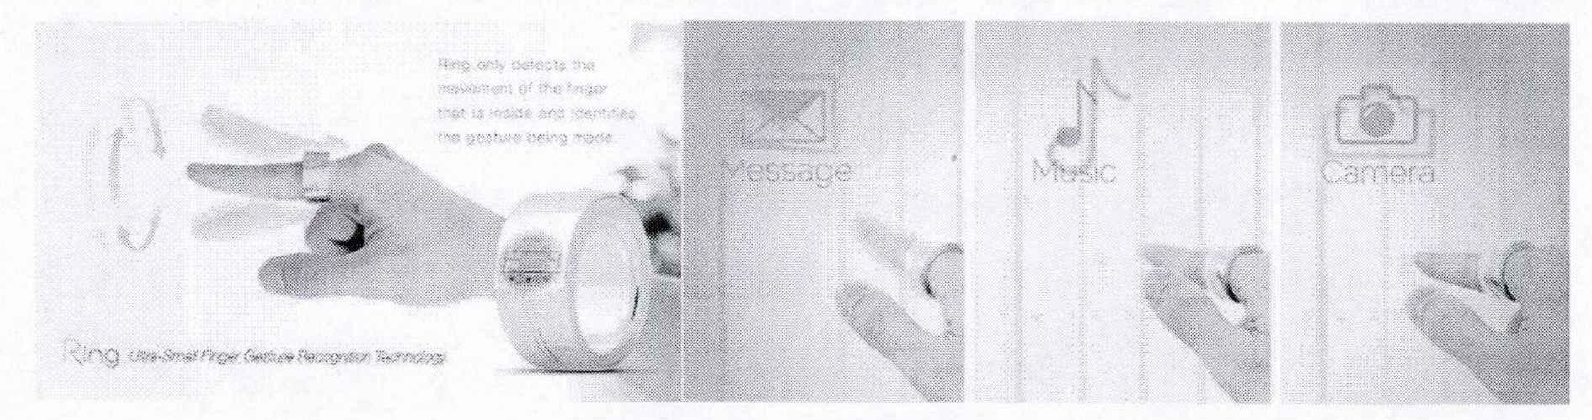 Ring only detects the
movement of the finger
that is inside and identifies
the gesture being made.
Ring Ultra-Small Finger Gesture Recognition Technology
Message
Music
Camera